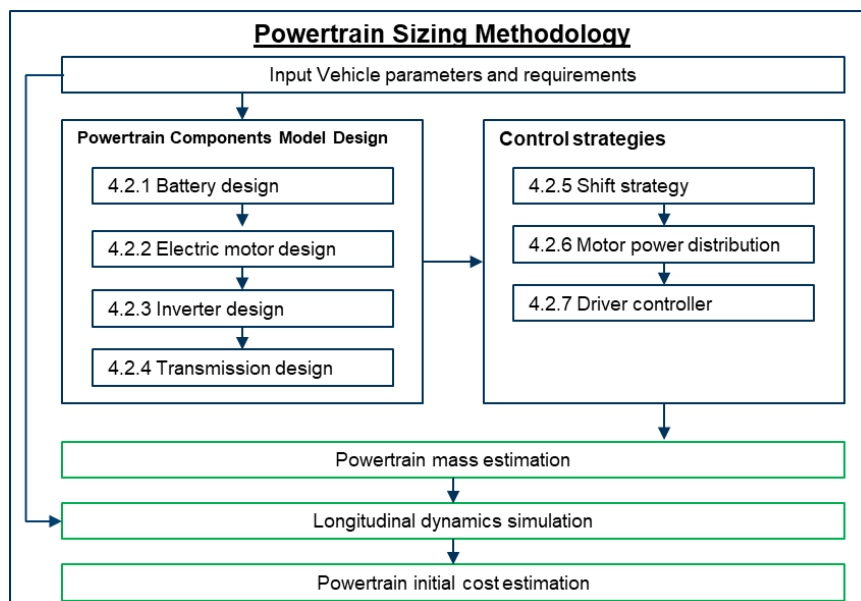 Powertrain Sizing Methodology
Input Vehicle parameters and requirements
Powertrain Components Model Design
4.2.1 Battery design
4.2.2 Electric motor design
4.2.3 Inverter design
4.2.4 Transmission design
Control strategies
4.2.5 Shift strategy
4.2.6 Motor power distribution
4.2.7 Driver controller
Powertrain mass estimation
Longitudinal dynamics simulation
Powertrain initial cost estimation